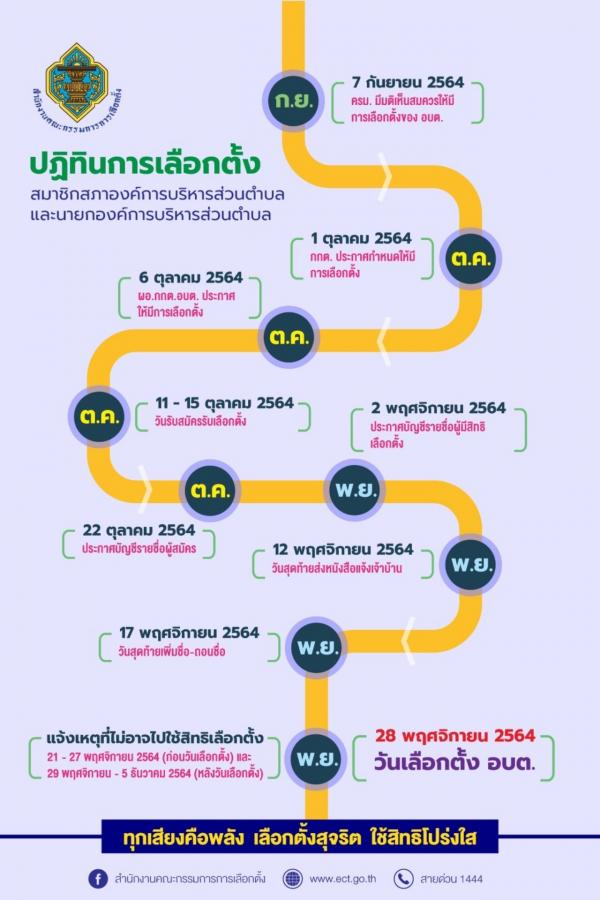 สำนักงานคณะกรรมการการเลือกตั้ง
ปฏิทินการเลือกตั้ง
สมาชิกสภาองค์การบริหารส่วนตำบล
และนายกองค์การบริหารส่วนตำบล
ก.ย.
7 กันยายน 2564
ครม. มีมติเห็นสมควรให้มี
การเลือกตั้งของ อบต.
1 ตุลาคม 2564
กกต. ประกาศกำหนดให้มี
การเลือกตั้ง
ต.ค.
6 ตุลาคม 2564
ผอ.กกต.อบต. ประกาศ
ให้มีการเลือกตั้ง
ต.ค.
ต.ค.
11 - 15 ตุลาคม 2564
วันรับสมัครรับเลือกตั้ง
2 พฤศจิกายน 2564
ประกาศบัญชีรายชื่อผู้มีสิทธิ
เลือกตั้ง
ต.ค.
พ.ย.
22 ตุลาคม 2564
ประกาศบัญชีรายชื่อผู้สมัคร
12 พฤศจิกายน 2564
วันสุดท้ายส่งหนังสือแจ้งเจ้าบ้าน
พ.ย.
17 พฤศจิกายน 2564
วันสุดท้ายเพิ่มชื่อ-ถอนชื่อ
พ.ย.
แจ้งเหตุที่ไม่อาจไปใช้สิทธิเลือกตั้ง
21 - 27 พฤศจิกายน 2564 (ก่อนวันเลือกตั้ง) และ
29 พฤศจิกายน - 5 ธันวาคม 2564 (หลังวันเลือกตั้ง)
พ.ย.
28 พฤศจิกายน 2564
วันเลือกตั้ง อบต.
ทุกเสียงคือพลัง เลือกตั้งสุจริต ใช้สิทธิโปร่งใส
สำนักงานคณะกรรมการการเลือกตั้ง
www.ect.go.th
สายด่วน 1444